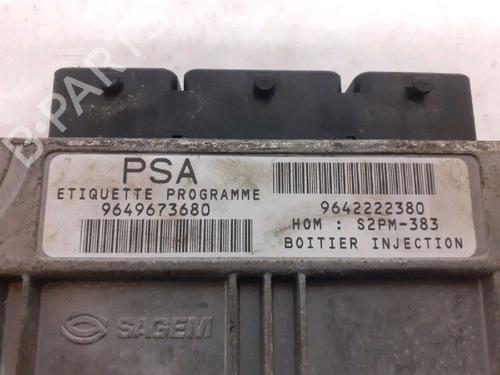 PSA
ETIQUETTE PROGRAMME
9649673680
9642222380
HOM : S2PM-383
BOITIER INJECTION
SAGEM
B-PARTS